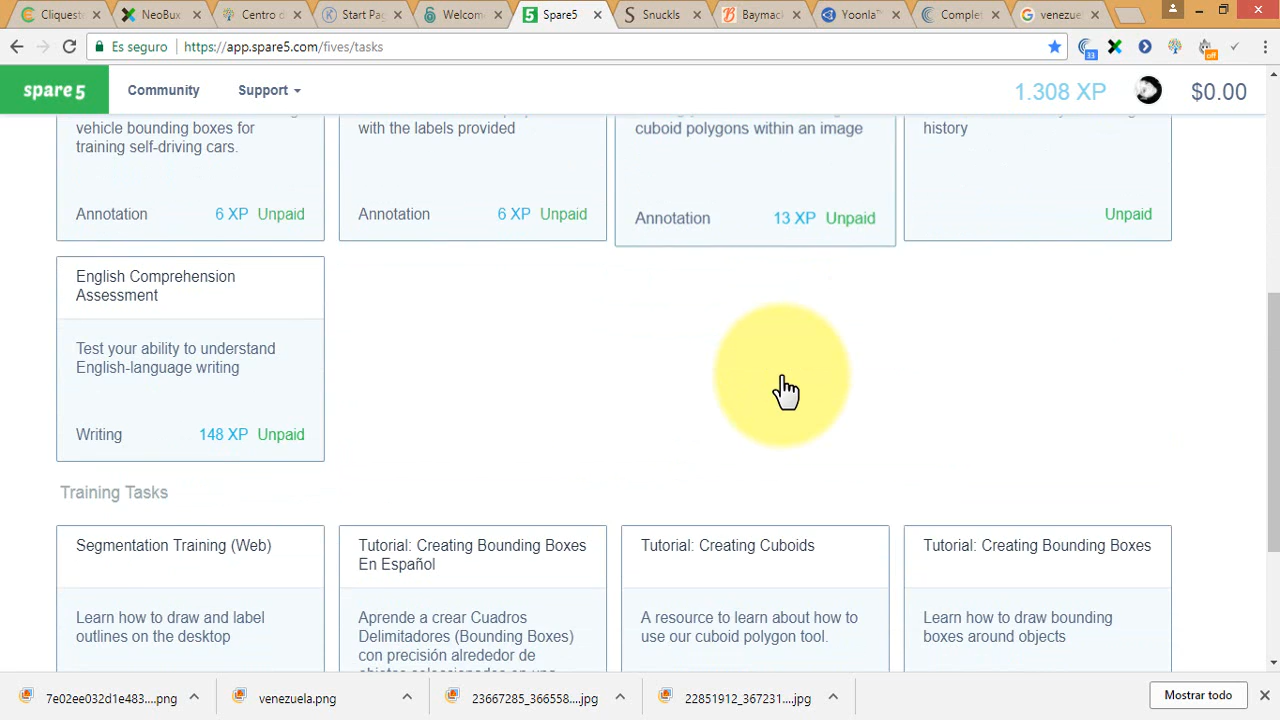 Clikueste
NeoBux
Centro d
Start Pag
Welcom
Spare5
Snuckls
Baymac
Yoonla™
Complet
venezuel
Es seguro
https://app.spare5.com/fives/tasks
33
off
spare5
Community
Support
1.308 XP
$0.00
vehicle bounding boxes for
training self-driving cars.
Annotation 6 XP Unpaid
with the labels provided
Annotation 6 XP Unpaid
cuboid polygons within an image
Annotation 13 XP Unpaid
history
Unpaid
English Comprehension
Assessment
Test your ability to understand
English-language writing
Writing 148 XP Unpaid
Training Tasks
Segmentation Training (Web)
Learn how to draw and label
outlines on the desktop
Tutorial: Creating Bounding Boxes
En Español
Aprende a crear Cuadros
Delimitadores (Bounding Boxes)
con precisión alrededor de
Tutorial: Creating Cuboids
A resource to learn about how to
use our cuboid polygon tool.
Tutorial: Creating Bounding Boxes
Learn how to draw bounding
boxes around objects
7e02ee032d1e483....png
venezuela.png
23667285_366558....jpg
22851912_367231....jpg
Mostrar todo